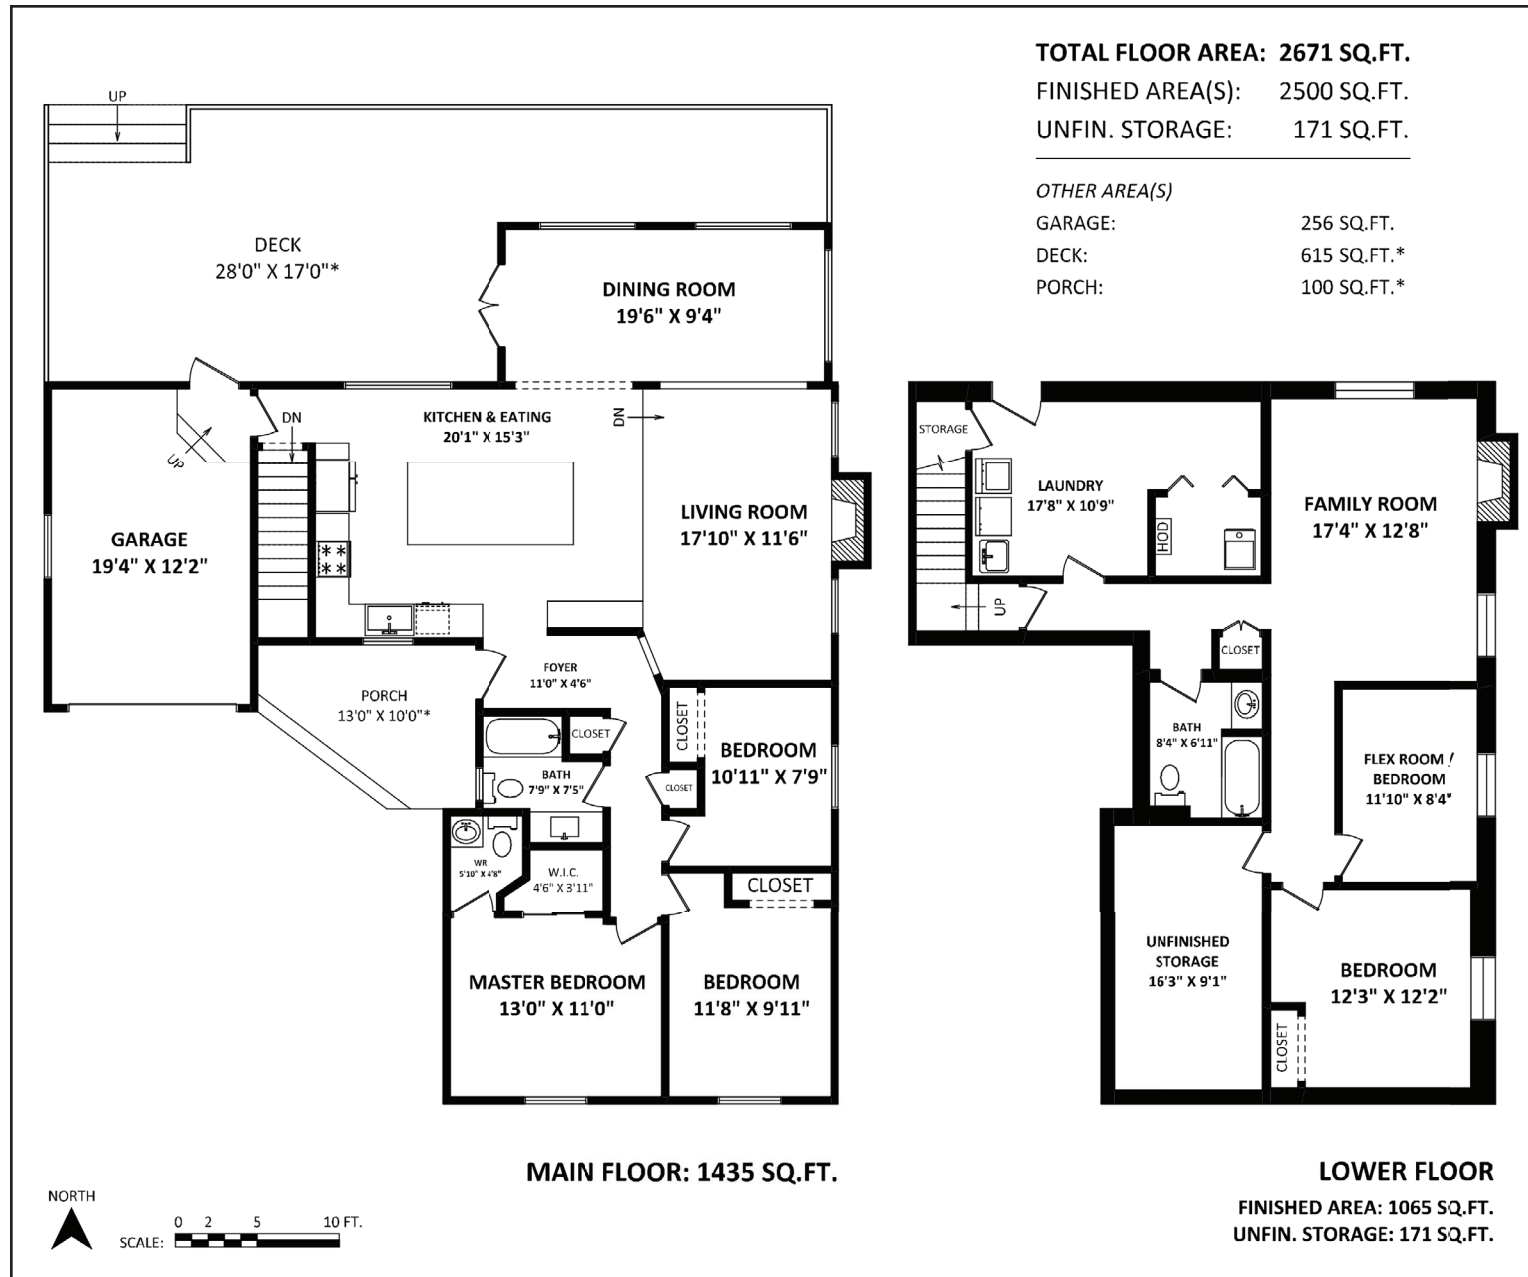 TOTAL FLOOR AREA: 2671 SQ.FT.
FINISHED AREA(S): 2500 SQ.FT.
UNFIN. STORAGE: 171 SQ.FT.
OTHER AREA(S)
GARAGE: 256 SQ.FT.
DECK: 615 SQ.FT.*
PORCH: 100 SQ.FT.*
UP
DECK
28'0" X 17'0"*
DINING ROOM
19'6" X 9'4"
DN
KITCHEN & EATING
20'1" X 15'3"
DN
UP
LIVING ROOM
17'10" X 11'6"
GARAGE
19'4" X 12'2"
FOYER
11'0" X 4'6"
PORCH
13'0" X 10'0"*
CLOSET
CLOSET
BEDROOM
10'11" X 7'9"
BATH
7'9" X 7'5"
CLOSET
WR
5'10" X 4'8"
W.I.C.
4'6" X 3'11"
CLOSET
MASTER BEDROOM
13'0" X 11'0"
BEDROOM
11'8" X 9'11"
MAIN FLOOR: 1435 SQ.FT.
STORAGE
LAUNDRY
17'8" X 10'9"
HOD
FAMILY ROOM
17'4" X 12'8"
UP
CLOSET
BATH
8'4" X 6'11"
FLEX ROOM /
BEDROOM
11'10" X 8'4"
UNFINISHED
STORAGE
16'3" X 9'1"
BEDROOM
12'3" X 12'2"
CLOSET
LOWER FLOOR
FINISHED AREA: 1065 SQ.FT.
UNFIN. STORAGE: 171 SQ.FT.
NORTH
0 2 5 10 FT.
SCALE: